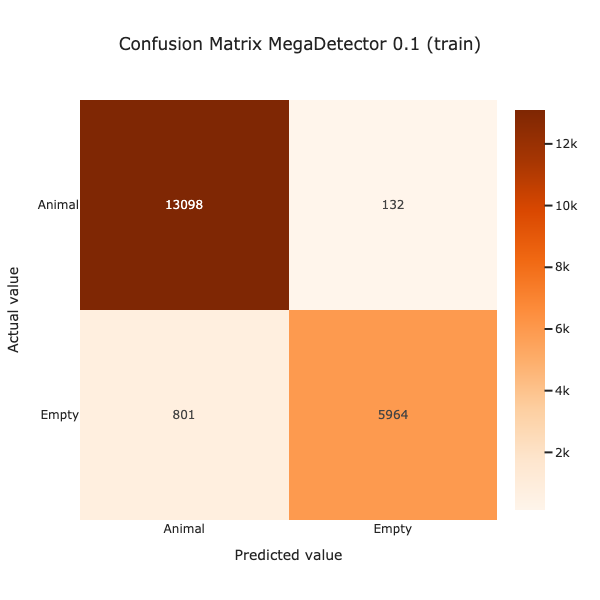 Confusion Matrix MegaDetector 0.1 (train)
Actual value
Animal
13098
132
Empty
801
5964
Animal
Empty
Predicted value
12k
10k
8k
6k
4k
2k